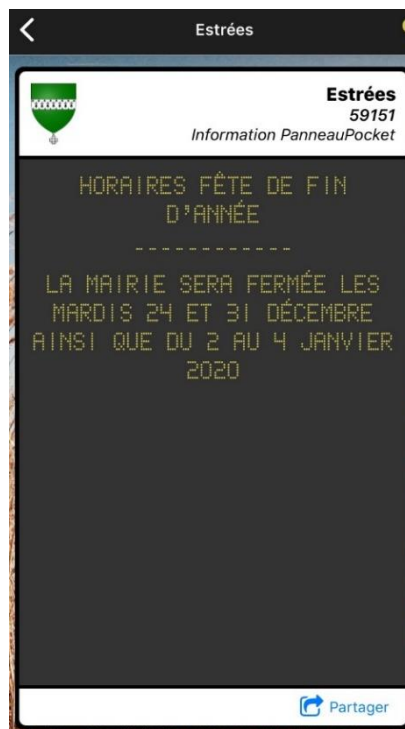 Estrées
Estrées
59151
Information PanneauPocket
HORAIRES FÊTE DE FIN
D'ANNÉE
------------
LA MAIRIE SERA FERMÉE LES
MARDIS 24 ET 31 DÉCEMBRE
AINSI QUE DU 2 AU 4 JANVIER
2020
Partager